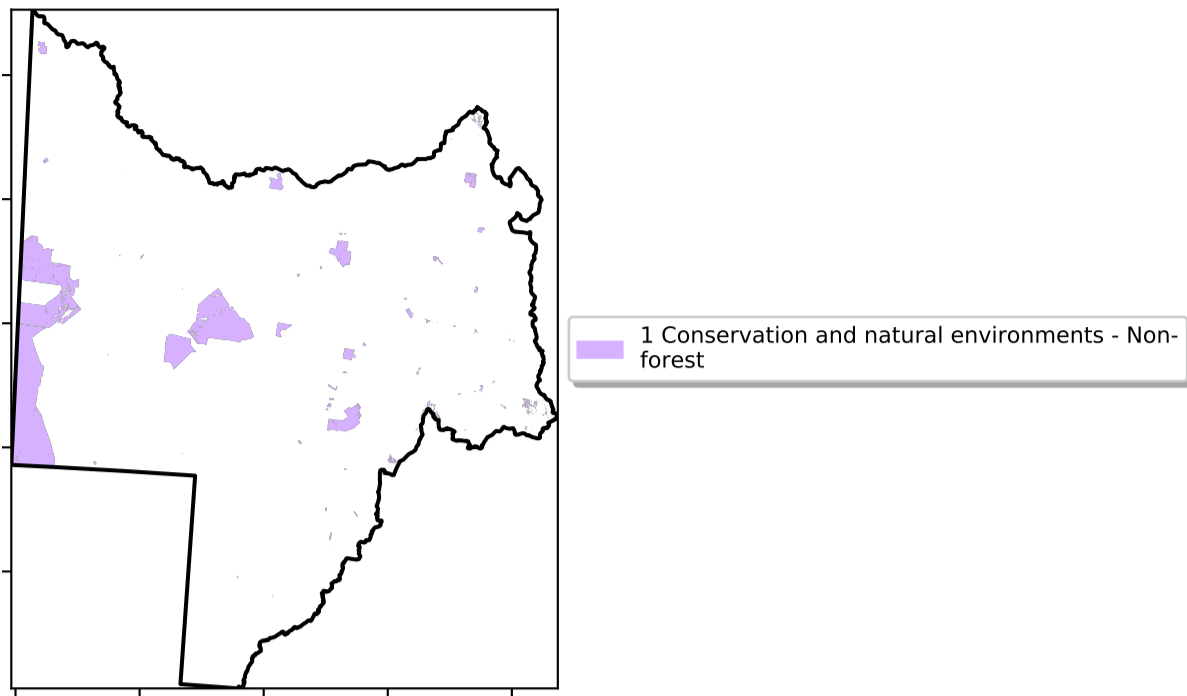 1 Conservation and natural environments - Non-
forest